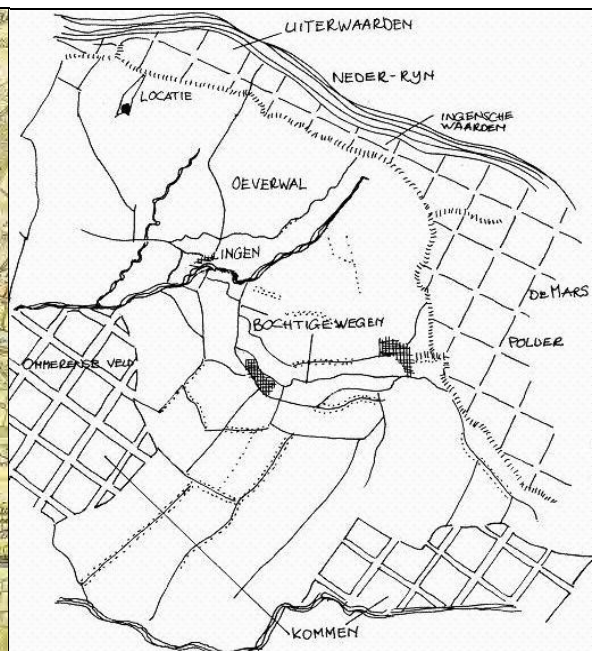 UITERWAARDEN
NEDER-RYN
LOCATIE
INGENSCHE
WAARDEN
OEVERWAL
INGEN
DE MARS
BOCHTIGE WEGEN
POLDER
OMMERENSE VELD
KOMMEN